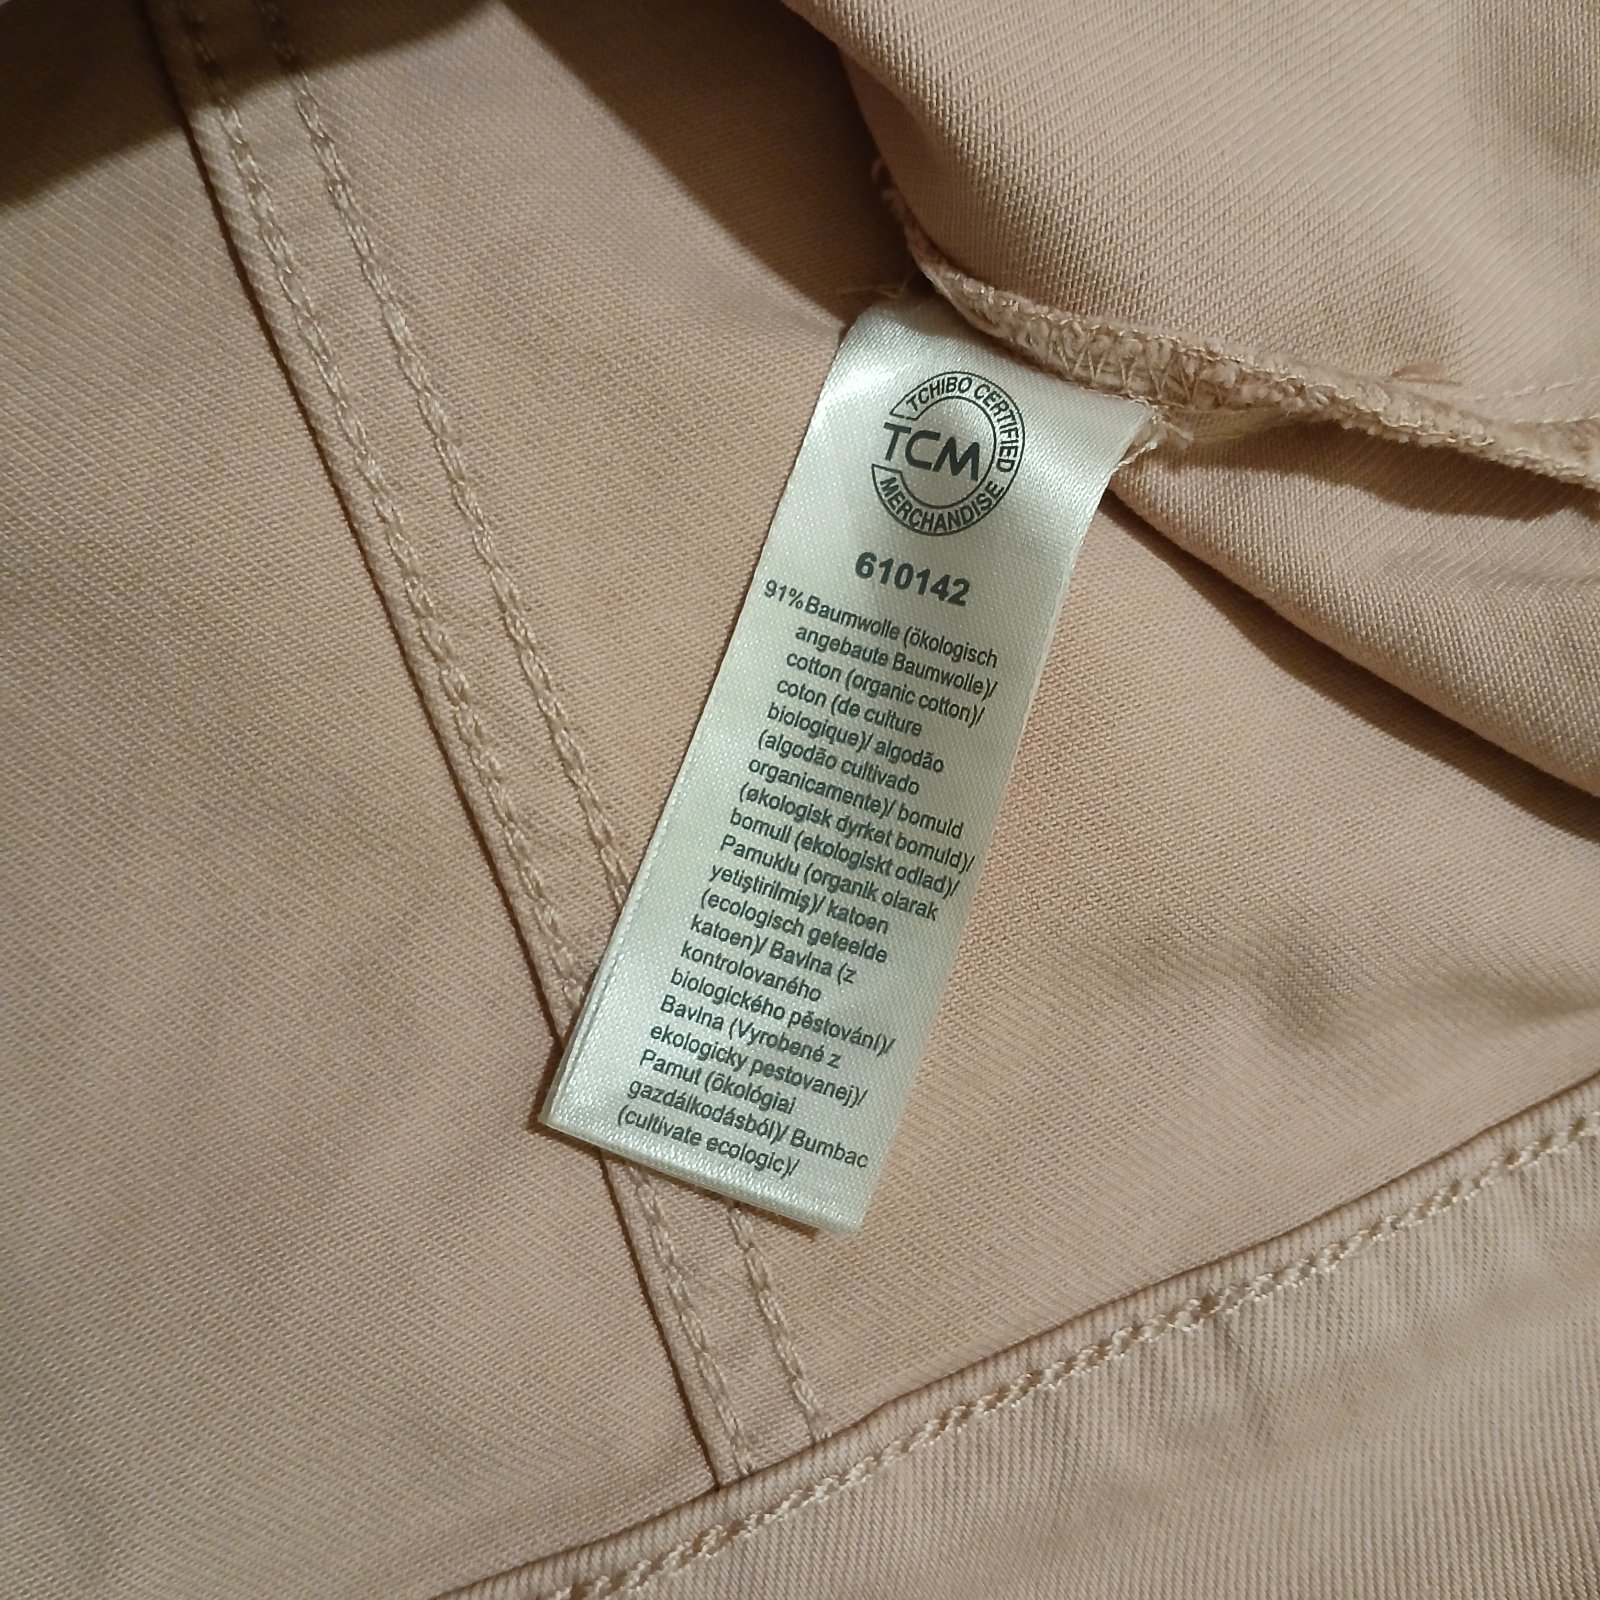 TCHIBO CERTIFIED
TCM
MERCHANDISE
610142
91%Baumwolle (ökologisch
angebaute Baumwolle)/
cotton (organic cotton)/
coton (de culture
biologique)/ algodão
(algodão cultivado
organicamente)/ bomuld
(økologisk dyrket bomuld)/
bomull (ekologiskt odlad)/
Pamuklu (organik olarak
yetiştirilmiş)/ katoen
(ecologisch geteelde
katoen)/ Bavlna (z
kontrolovaného
biologického pěstování)/
Bavlna (Vyrobené z
ekologicky pestovanej)/
Pamut (ökológiai
gazdálkodásból)/ Bumbac
(cultivate ecologic)/